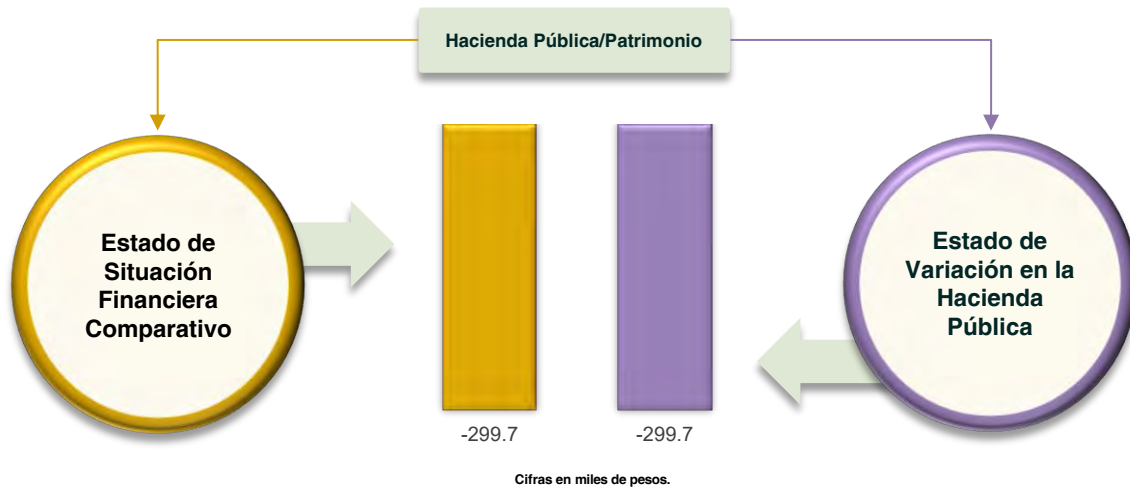 Hacienda Pública/Patrimonio
Estado de
Situación
Financiera
Comparativo
Estado de
Variación en la
Hacienda
Pública
-299.7
-299.7
Cifras en miles de pesos.